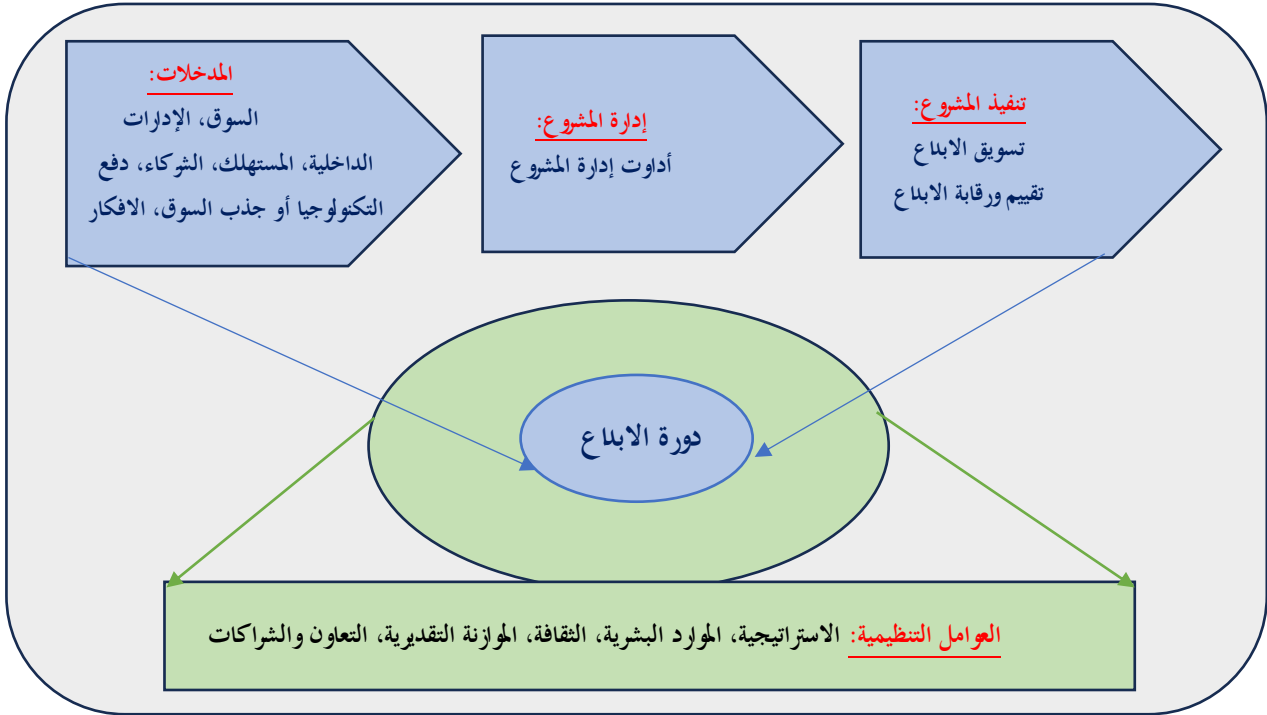 المدخلات:
السوق، الإدارات
الداخلية، المستهلك، الشركاء، دفع
التكنولوجيا أو جذب السوق، الافكار
إدارة المشروع:
أداوت إدارة المشروع
تنفيذ المشروع:
تسويق الابداع
تقييم ورقابة الابداع
دورة الابداع
العوامل التنظيمية: الاستراتيجية، الموارد البشرية، الثقافة، الموازنة التقديرية، التعاون والشراكات